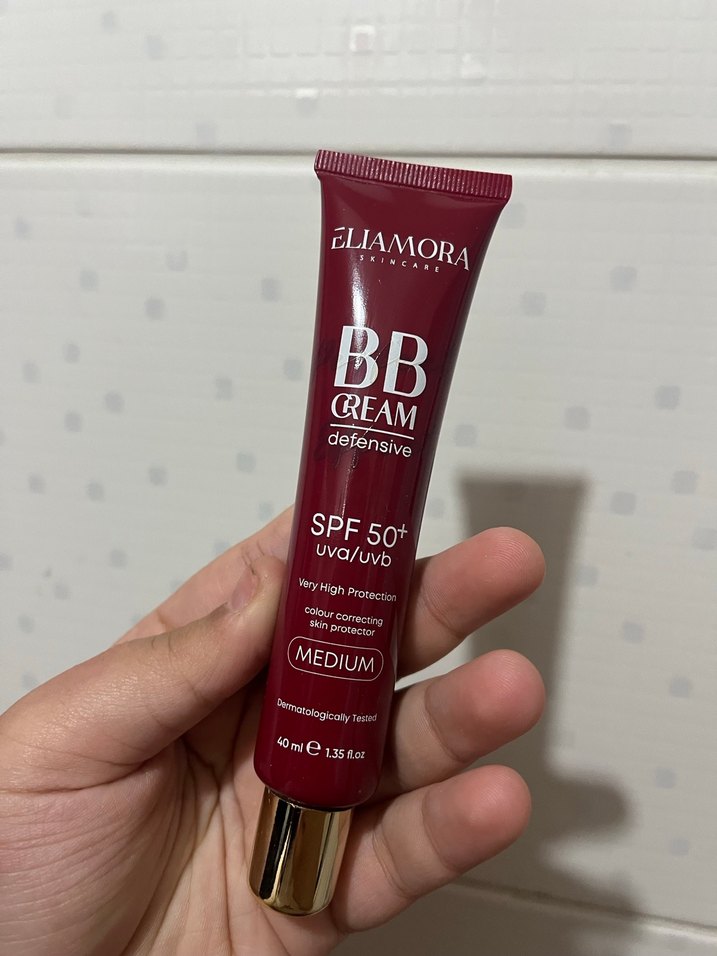 ELIAMORA
SKINCARE
BB
CREAM
defensive
SPF 50+
uva/uvb
Very High Protection
colour correcting
skin protector
MEDIUM
Dermatologically Tested
40 ml e 1.35 fl.oz